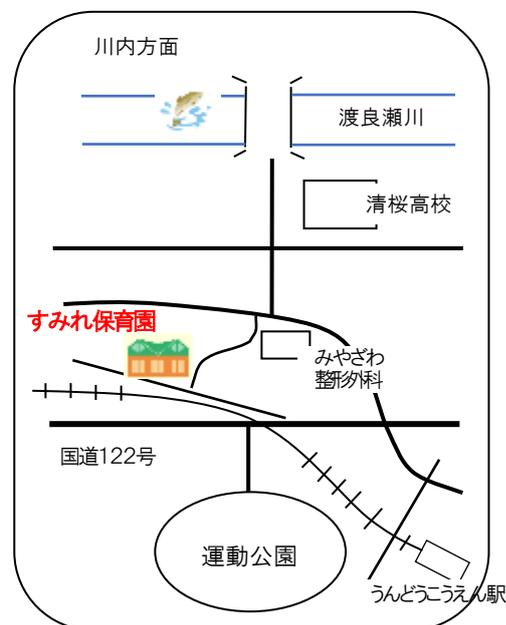 川内方面
渡良瀬川
清桜高校
すみれ保育園
みやざわ
整形外科
国道122号
運動公園
うんどうこうえん駅